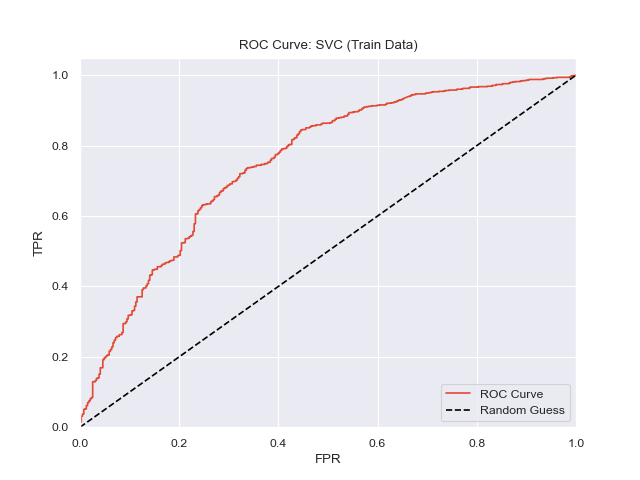 ROC Curve: SVC (Train Data)
TPR
1.0
0.8
0.6
0.4
0.2
0.0
0.0 0.2 0.4 0.6 0.8 1.0
FPR
ROC Curve
Random Guess